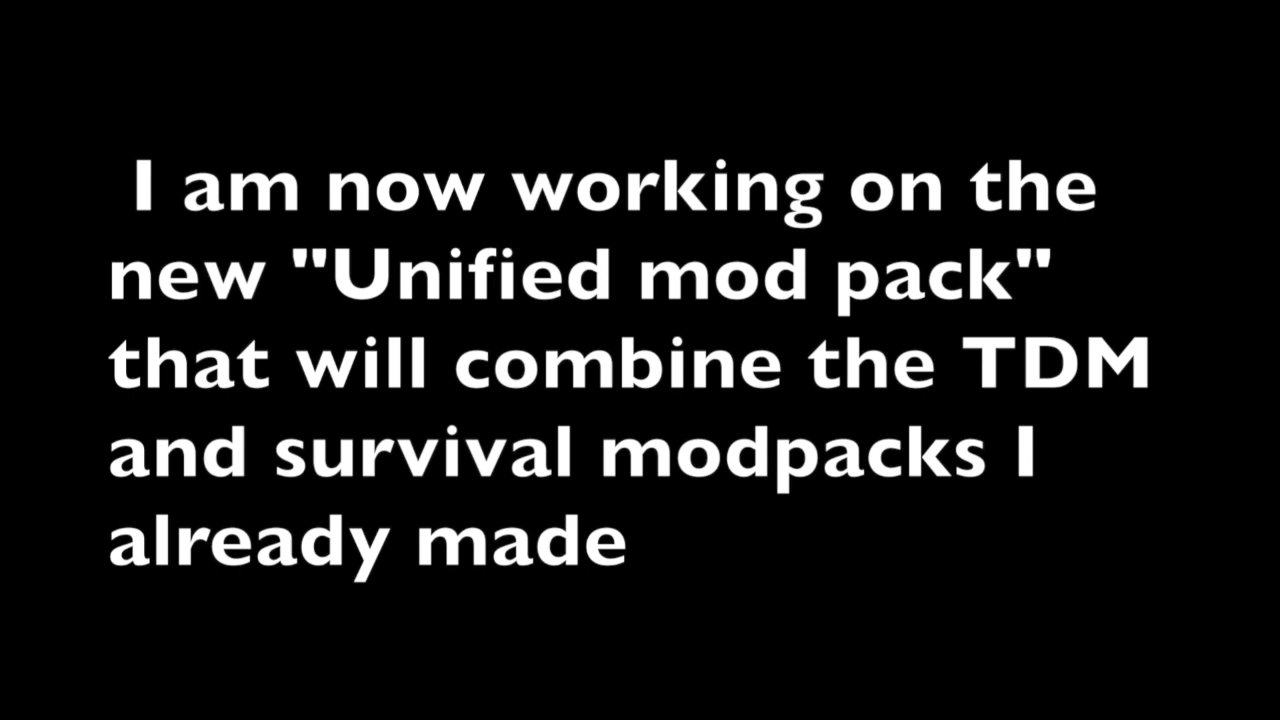 I am now working on the
new "Unified mod pack"
that will combine the TDM
and survival modpacks I
already made